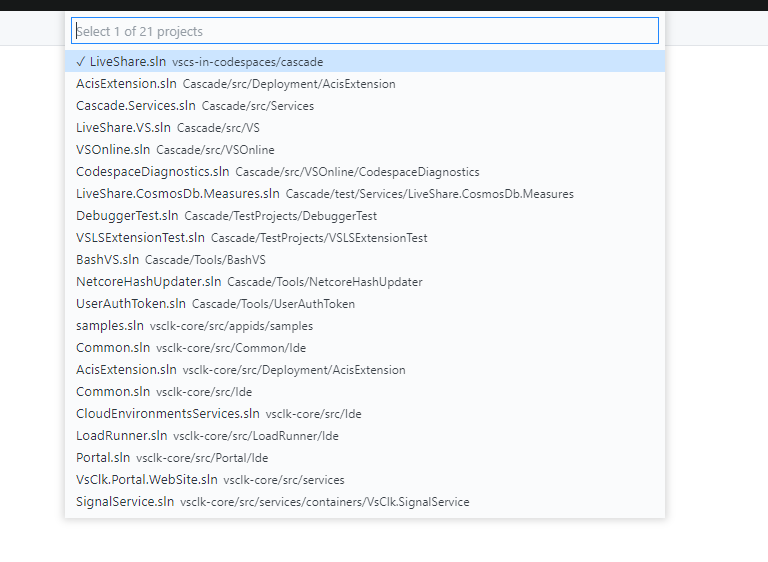 Select 1 of 21 projects
✓ LiveShare.sln vscs-in-codespaces/cascade
AcisExtension.sln Cascade/src/Deployment/AcisExtension
Cascade.Services.sln Cascade/src/Services
LiveShare.VS.sln Cascade/src/VS
VSOnline.sln Cascade/src/VSOnline
CodespaceDiagnostics.sln Cascade/src/VSOnline/CodespaceDiagnostics
LiveShare.CosmosDb.Measures.sln Cascade/test/Services/LiveShare.CosmosDb.Measures
DebuggerTest.sln Cascade/TestProjects/DebuggerTest
VSLSExtensionTest.sln Cascade/TestProjects/VSLSExtensionTest
BashVS.sln Cascade/Tools/BashVS
NetcoreHashUpdater.sln Cascade/Tools/NetcoreHashUpdater
UserAuthToken.sln Cascade/Tools/UserAuthToken
samples.sln vsclk-core/src/appids/samples
Common.sln vsclk-core/src/Common/Ide
AcisExtension.sln vsclk-core/src/Deployment/AcisExtension
Common.sln vsclk-core/src/Ide
CloudEnvironmentsServices.sln vsclk-core/src/Ide
LoadRunner.sln vsclk-core/src/LoadRunner/Ide
Portal.sln vsclk-core/src/Portal/Ide
VsClk.Portal.WebSite.sln vsclk-core/src/services
SignalService.sln vsclk-core/src/services/containers/VsClk.SignalService